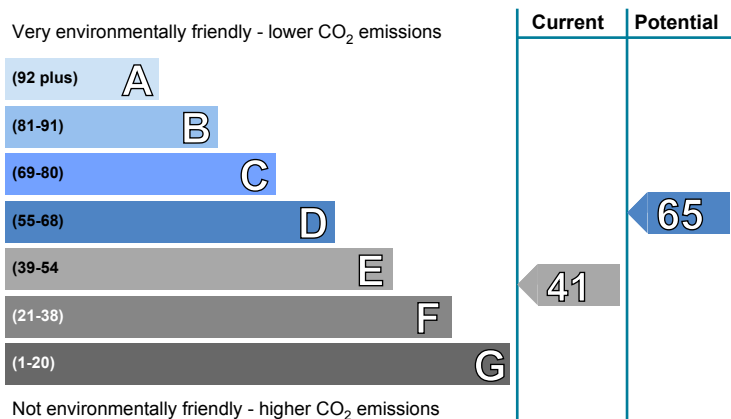 Very environmentally friendly - lower CO₂ emissions
Current
Potential
(92 plus) A
(81-91) B
(69-80) C
(55-68) D
65
(39-54 E
41
(21-38) F
(1-20) G
Not environmentally friendly - higher CO₂ emissions